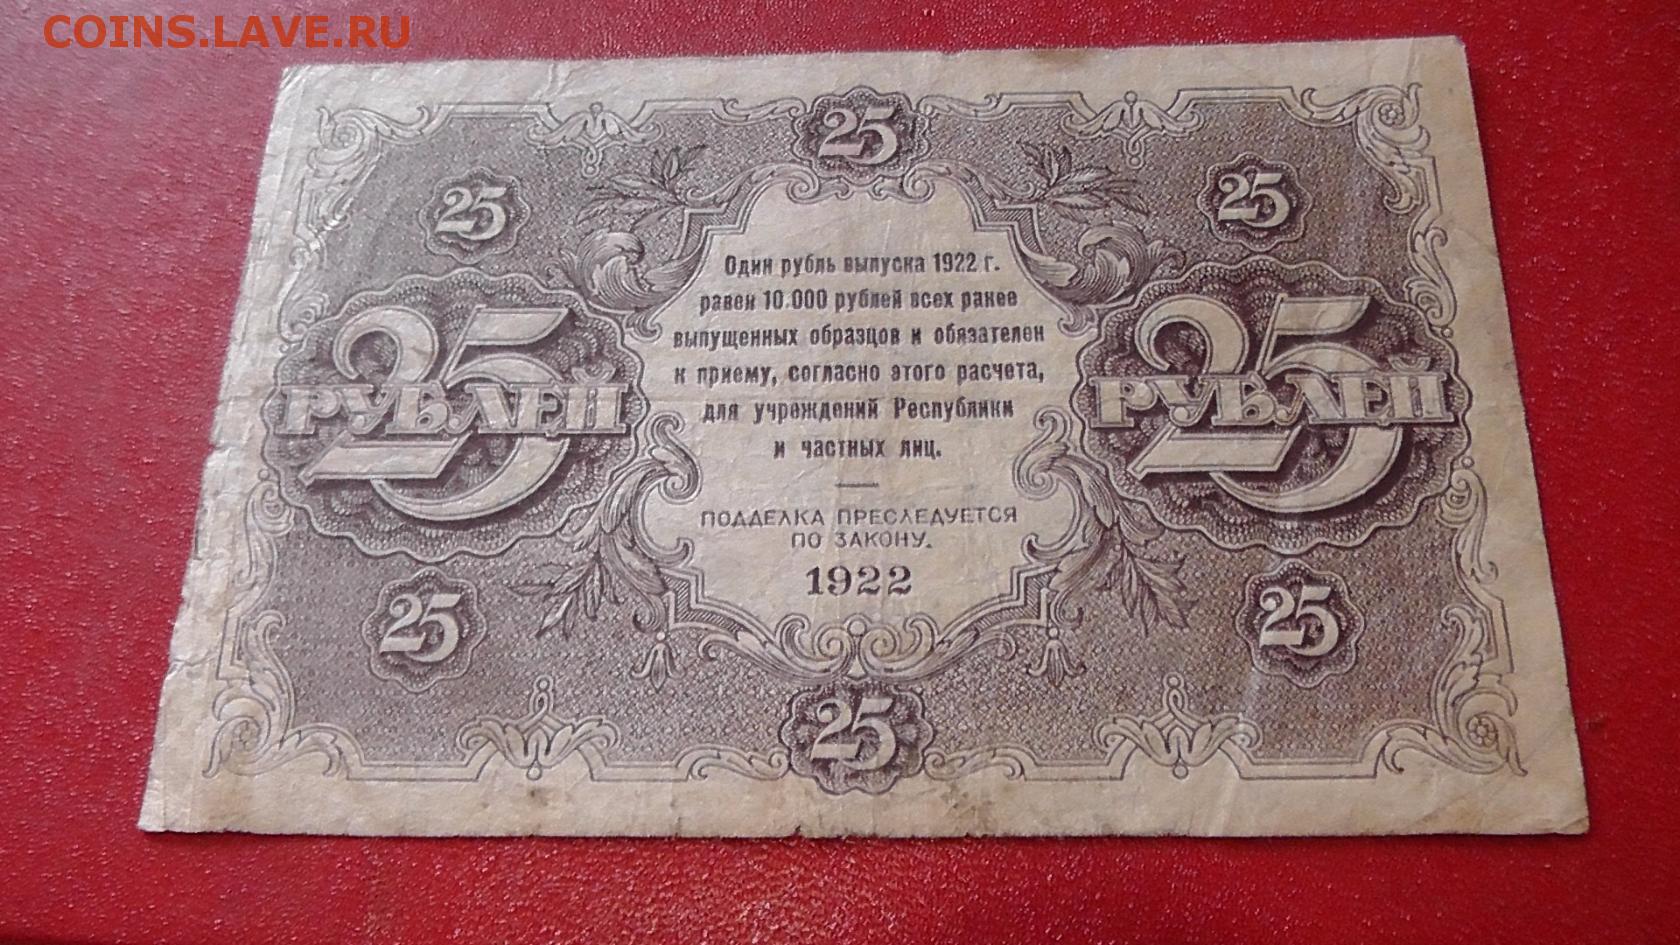 COINS.LAVE.RU
25
25
25
Один рубль выпуска 1922 г.
равен 10.000 рублей всех ранее
выпущенных образцов и обязателен
к приему, согласно этого расчета,
для учреждений Республики
и частных лиц.
25 РУБЛЕЙ
25 РУБЛЕЙ
ПОДДЕЛКА ПРЕСЛЕДУЕТСЯ
ПО ЗАКОНУ.
1922
25
25
25